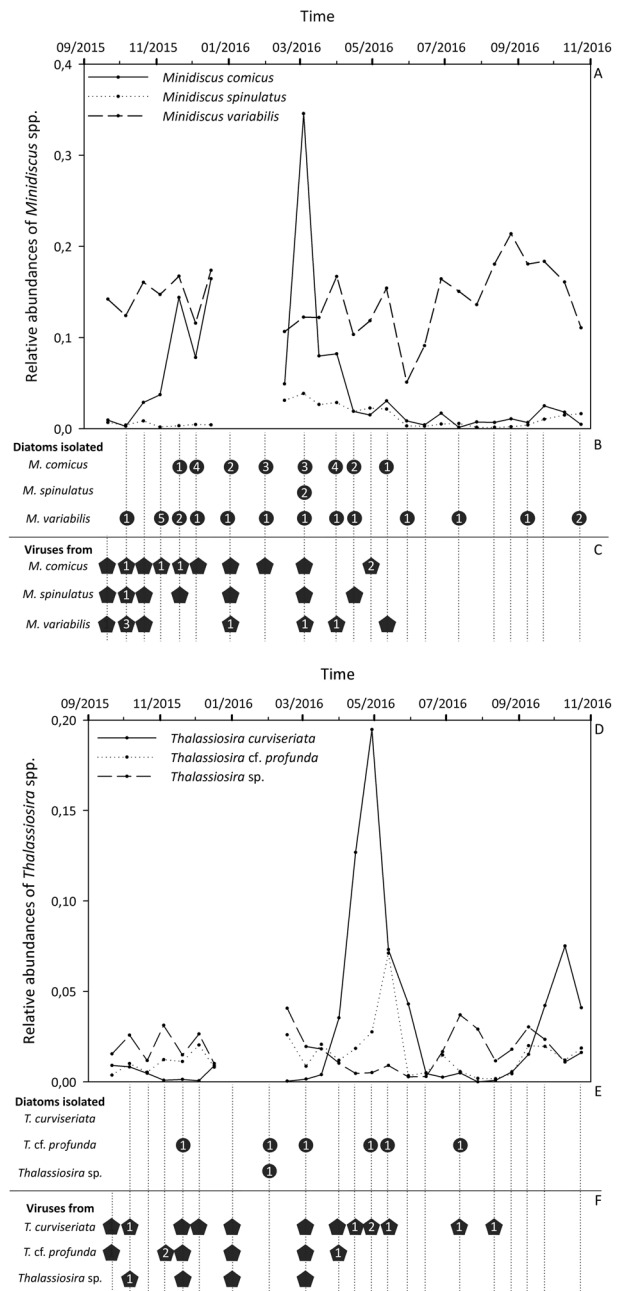 Time
09/2015 11/2015 01/2016 03/2016 05/2016 07/2016 09/2016 11/2016
A
Minidiscus comicus
Minidiscus spinulatus
Minidiscus variabilis
Relative abundances of Minidiscus spp.
0,4
0,3
0,2
0,1
0,0
B
Diatoms isolated
M. comicus 1 4 2 3 3 4 2 1
M. spinulatus 2
M. variabilis 1 5 2 1 1 1 1 1 1 1 1 1 2
C
Viruses from
M. comicus 1 1 1 2
M. spinulatus 1
M. variabilis 3 1 1 1
Time
09/2015 11/2015 01/2016 03/2016 05/2016 07/2016 09/2016 11/2016
D
Thalassiosira curviseriata
Thalassiosira cf. profunda
Thalassiosira sp.
Relative abundances of Thalassiosira spp.
0,20
0,15
0,10
0,05
0,00
E
Diatoms isolated
T. curviseriata
T. cf. profunda 1 1 1 1 1 1
Thalassiosira sp. 1
F
Viruses from
T. curviseriata 1 1 2 1 1 1
T. cf. profunda 2 1
Thalassiosira sp. 1